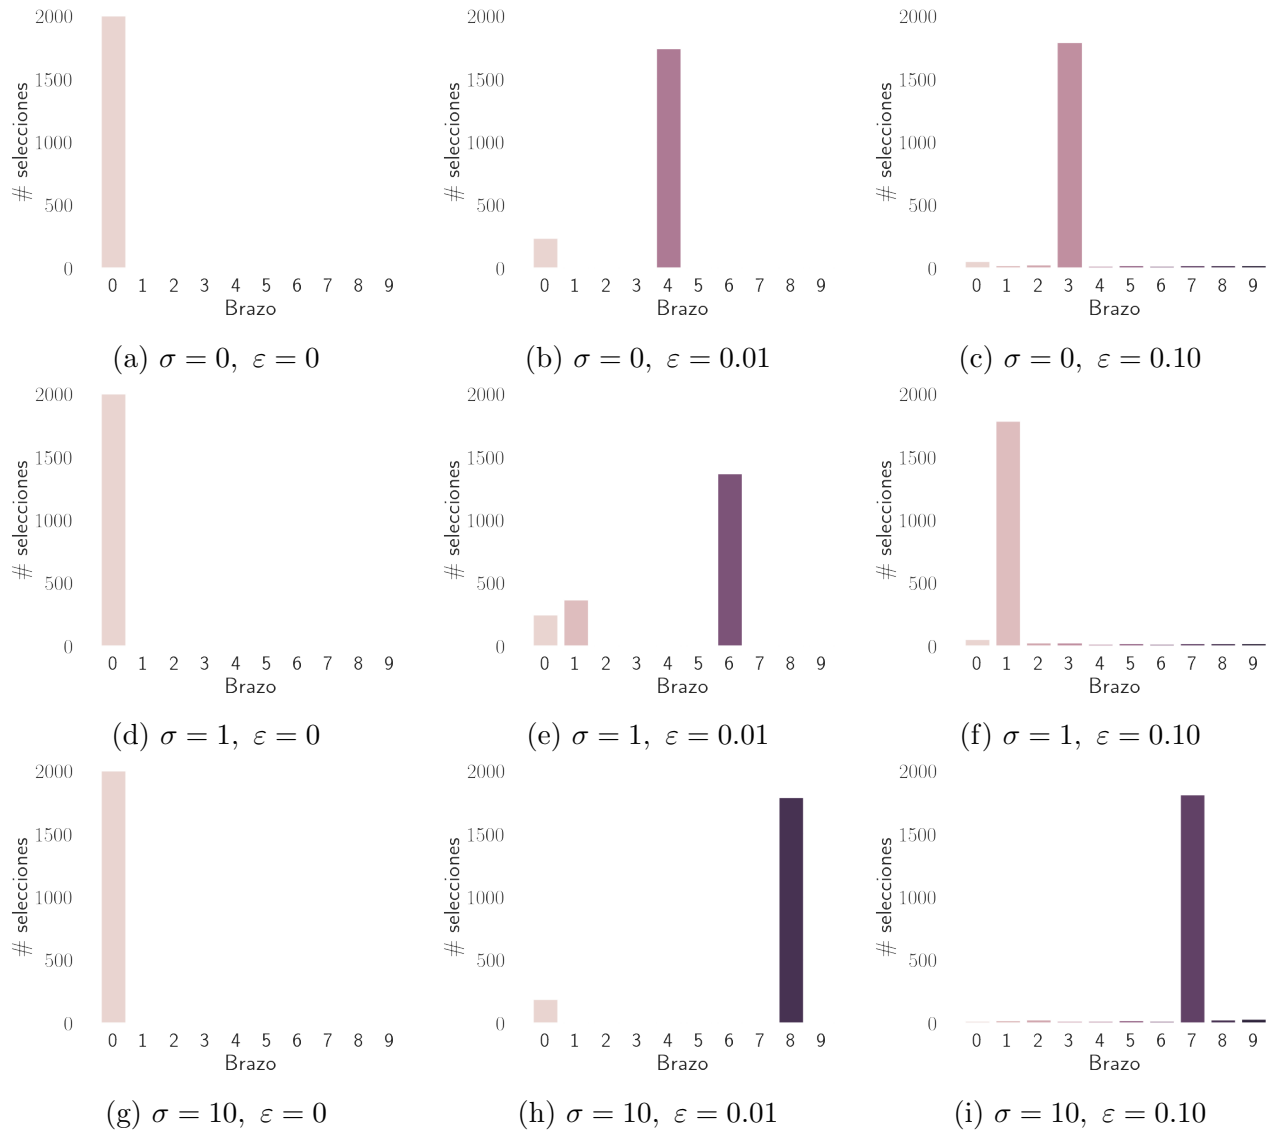 2000
1500
1000
500
0
# selecciones
0 1 2 3 4 5 6 7 8 9
Brazo
(a) σ = 0, ε = 0
2000
1500
1000
500
0
# selecciones
0 1 2 3 4 5 6 7 8 9
Brazo
(b) σ = 0, ε = 0.01
2000
1500
1000
500
0
# selecciones
0 1 2 3 4 5 6 7 8 9
Brazo
(c) σ = 0, ε = 0.10
2000
1500
1000
500
0
# selecciones
0 1 2 3 4 5 6 7 8 9
Brazo
(d) σ = 1, ε = 0
2000
1500
1000
500
0
# selecciones
0 1 2 3 4 5 6 7 8 9
Brazo
(e) σ = 1, ε = 0.01
2000
1500
1000
500
0
# selecciones
0 1 2 3 4 5 6 7 8 9
Brazo
(f) σ = 1, ε = 0.10
2000
1500
1000
500
0
# selecciones
0 1 2 3 4 5 6 7 8 9
Brazo
(g) σ = 10, ε = 0
2000
1500
1000
500
0
# selecciones
0 1 2 3 4 5 6 7 8 9
Brazo
(h) σ = 10, ε = 0.01
2000
1500
1000
500
0
# selecciones
0 1 2 3 4 5 6 7 8 9
Brazo
(i) σ = 10, ε = 0.10